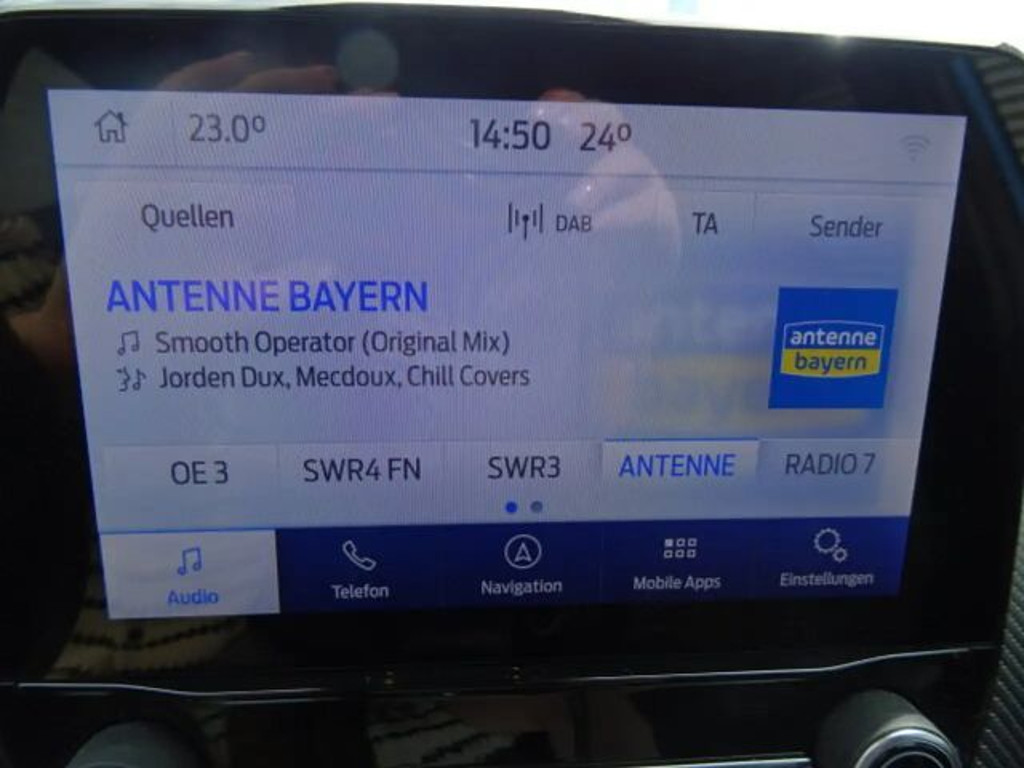 23.0° 14:50 24°
Quellen DAB TA Sender
ANTENNE BAYERN
Smooth Operator (Original Mix)
Jorden Dux, Mecdoux, Chill Covers
antenne
bayern
OE 3 SWR4 FN SWR3 ANTENNE RADIO 7
Audio Telefon Navigation Mobile Apps Einstellungen